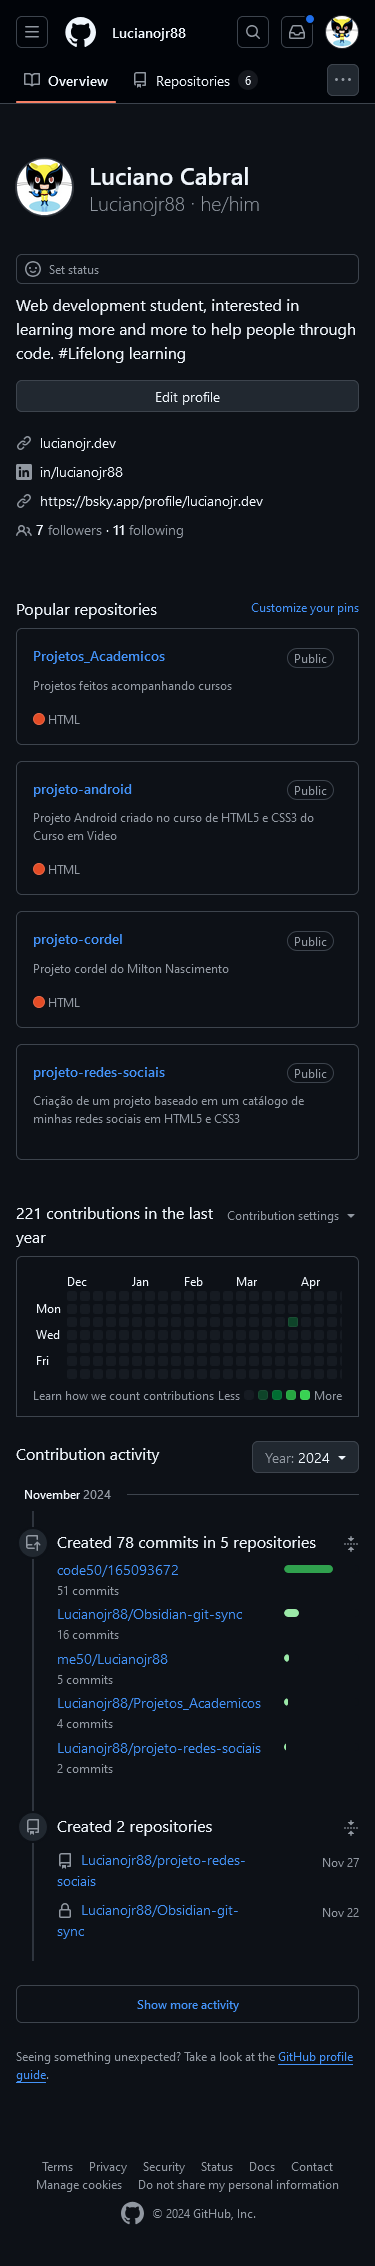 Lucianojr88
Overview
Repositories 6
Luciano Cabral
Lucianojr88 · he/him
Set status
Web development student, interested in
learning more and more to help people through
code. #Lifelong learning
Edit profile
lucianojr.dev
in/lucianojr88
https://bsky.app/profile/lucianojr.dev
7 followers · 11 following
Popular repositories
Customize your pins
Projetos_Academicos
Public
Projetos feitos acompanhando cursos
HTML
projeto-android
Public
Projeto Android criado no curso de HTML5 e CSS3 do
Curso em Video
HTML
projeto-cordel
Public
Projeto cordel do Milton Nascimento
HTML
projeto-redes-sociais
Public
Criação de um projeto baseado em um catálogo de
minhas redes sociais em HTML5 e CSS3
221 contributions in the last
year
Contribution settings
Dec Jan Feb Mar Apr
Mon
Wed
Fri
Learn how we count contributions Less More
Contribution activity
Year: 2024
November 2024
Created 78 commits in 5 repositories
code50/165093672
51 commits
Lucianojr88/Obsidian-git-sync
16 commits
me50/Lucianojr88
5 commits
Lucianojr88/Projetos_Academicos
4 commits
Lucianojr88/projeto-redes-sociais
2 commits
Created 2 repositories
Lucianojr88/projeto-redes-
sociais
Nov 27
Lucianojr88/Obsidian-git-
sync
Nov 22
Show more activity
Seeing something unexpected? Take a look at the GitHub profile
guide.
Terms Privacy Security Status Docs Contact
Manage cookies Do not share my personal information
© 2024 GitHub, Inc.